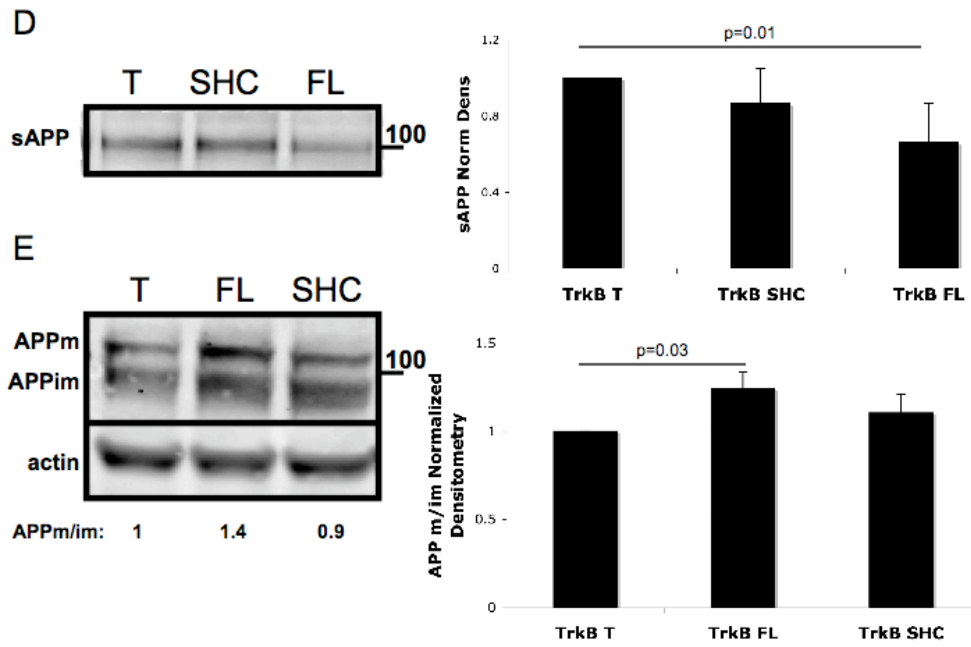 D
T SHC FL
sAPP
100
p=0.01
sAPP Norm Dens
1.2
0.8
0.4
0
TrkB T TrkB SHC TrkB FL
E
T FL SHC
APPm
100
APPim
actin
APPm/im: 1 1.4 0.9
p=0.03
APP m/im Normalized
Densitometry
1.5
1
0.5
0
TrkB T TrkB FL TrkB SHC